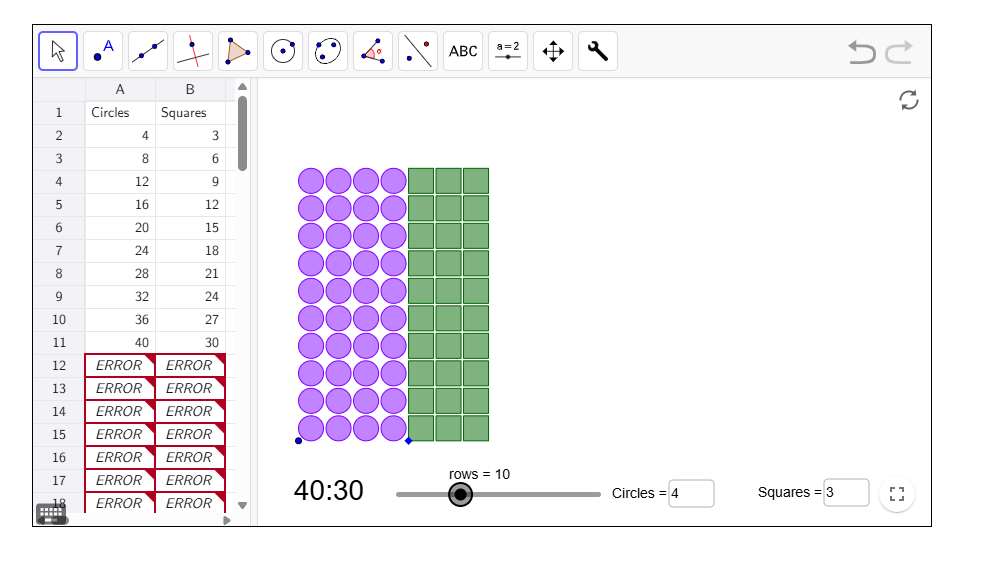 A ABC a = 2
A B
1 Circles Squares
2 4 3
3 8 6
4 12 9
5 16 12
6 20 15
7 24 18
8 28 21
9 32 24
10 36 27
11 40 30
12 ERROR ERROR
13 ERROR ERROR
14 ERROR ERROR
15 ERROR ERROR
16 ERROR ERROR
17 ERROR ERROR
18 ERROR ERROR
rows = 10
40:30 Circles = 4 Squares = 3